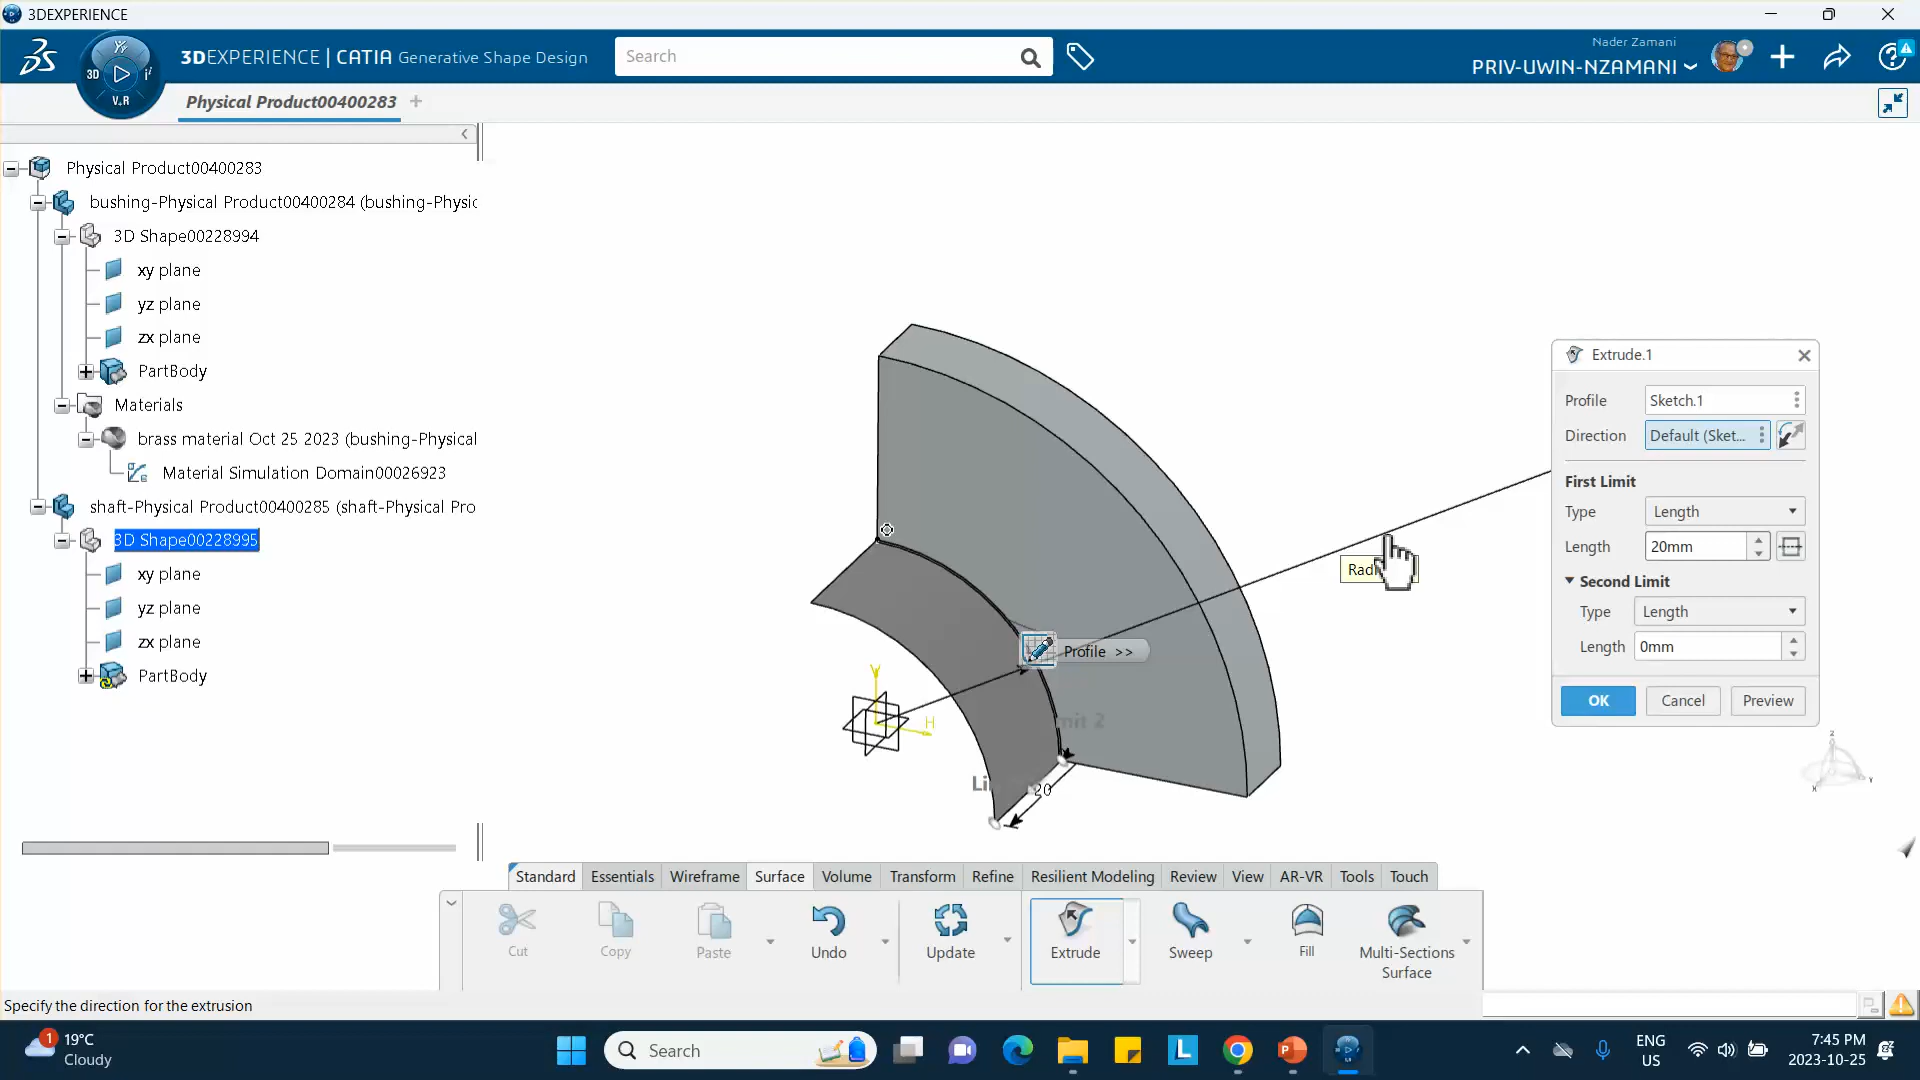 3DEXPERIENCE
3DEXPERIENCE | CATIA Generative Shape Design
Search
Nader Zamani
PRIV-UWIN-NZAMANI
3D
V.R
Physical Product00400283
Physical Product00400283
bushing-Physical Product00400284 (bushing-Physic
3D Shape00228994
xy plane
yz plane
zx plane
PartBody
Materials
brass material Oct 25 2023 (bushing-Physical
Material Simulation Domain00026923
shaft-Physical Product00400285 (shaft-Physical Pro
3D Shape00228995
xy plane
yz plane
zx plane
PartBody
Profile >>
H
20
Extrude.1
Profile Sketch.1
Direction Default (Sket...
First Limit
Type Length
Length 20mm
Second Limit
Type Length
Length 0mm
OK Cancel Preview
Standard Essentials Wireframe Surface Volume Transform Refine Resilient Modeling Review View AR-VR Tools Touch
Cut Copy Paste Undo Update Extrude Sweep Fill Multi-Sections
Surface
Specify the direction for the extrusion
1 19°C
Cloudy
Search
ENG
US
7:45 PM
2023-10-25